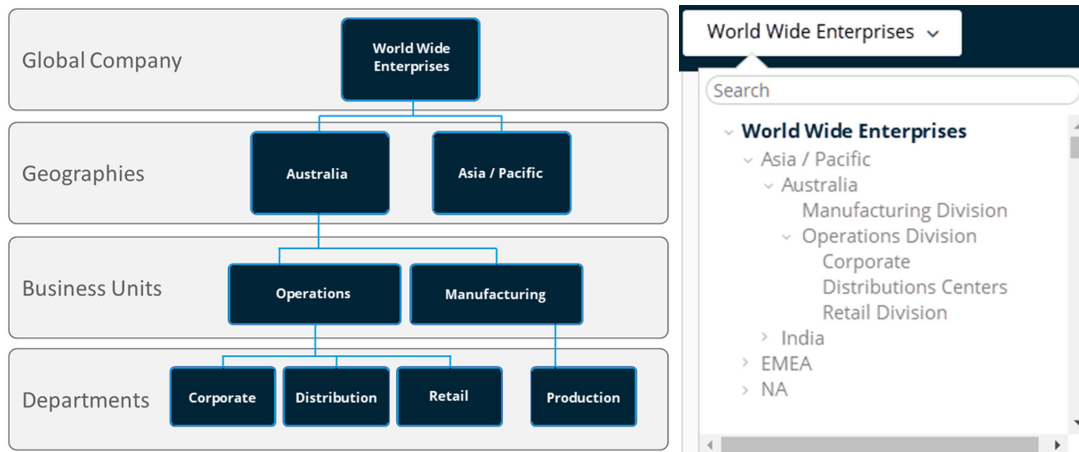 Global Company
World Wide
Enterprises
Geographies
Australia
Asia / Pacific
Business Units
Operations
Manufacturing
Departments
Corporate
Distribution
Retail
Production
World Wide Enterprises
Search
World Wide Enterprises
Asia / Pacific
Australia
Manufacturing Division
Operations Division
Corporate
Distributions Centers
Retail Division
India
EMEA
NA